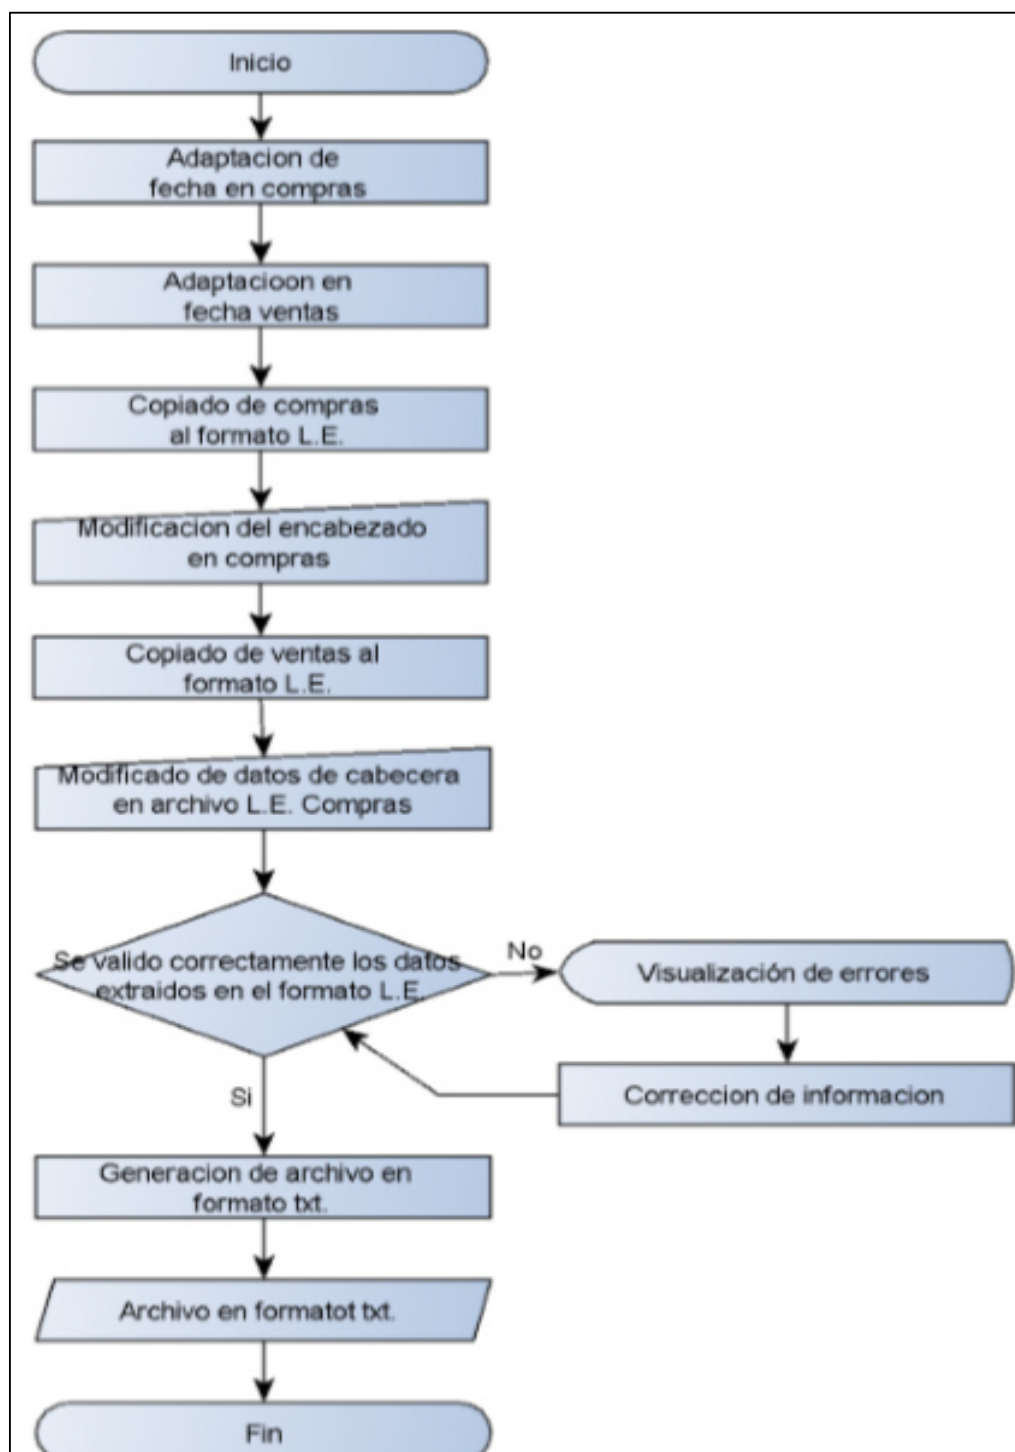 Inicio
Adaptacion de
fecha en compras
Adaptacioon en
fecha ventas
Copiado de compras
al formato L.E.
Modificacion del encabezado
en compras
Copiado de ventas al
formato L.E.
Modificado de datos de cabecera
en archivo L.E. Compras
Se valido correctamente los datos
extraidos en el formato L.E.
No
Visualización de errores
Correccion de informacion
Si
Generacion de archivo en
formato txt.
Archivo en formatot txt.
Fin